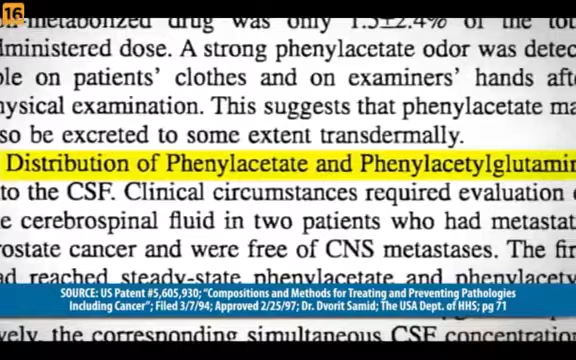 16
n-metabolized drug was only 1.5±2.4% of the tot
dministered dose. A strong phenylacetate odor was detec
ble on patients' clothes and on examiners' hands afte
hysical examination. This suggests that phenylacetate ma
so be excreted to some extent transdermally.
Distribution of Phenylacetate and Phenylacetylglutamin
to the CSF. Clinical circumstances required evaluation o
e cerebrospinal fluid in two patients who had metastat
rostate cancer and were free of CNS metastases. The fir
ad reached steady-state phenylacetate and phenylacety
SOURCE: US Patent #5,605,930; "Compositions and Methods for Treating and Preventing Pathologies
Including Cancer"; Filed 3/7/94; Approved 2/25/97; Dr. Dvorit Samid; The USA Dept. of HHS; pg 71
vely, the corresponding simultaneous CSF concentration